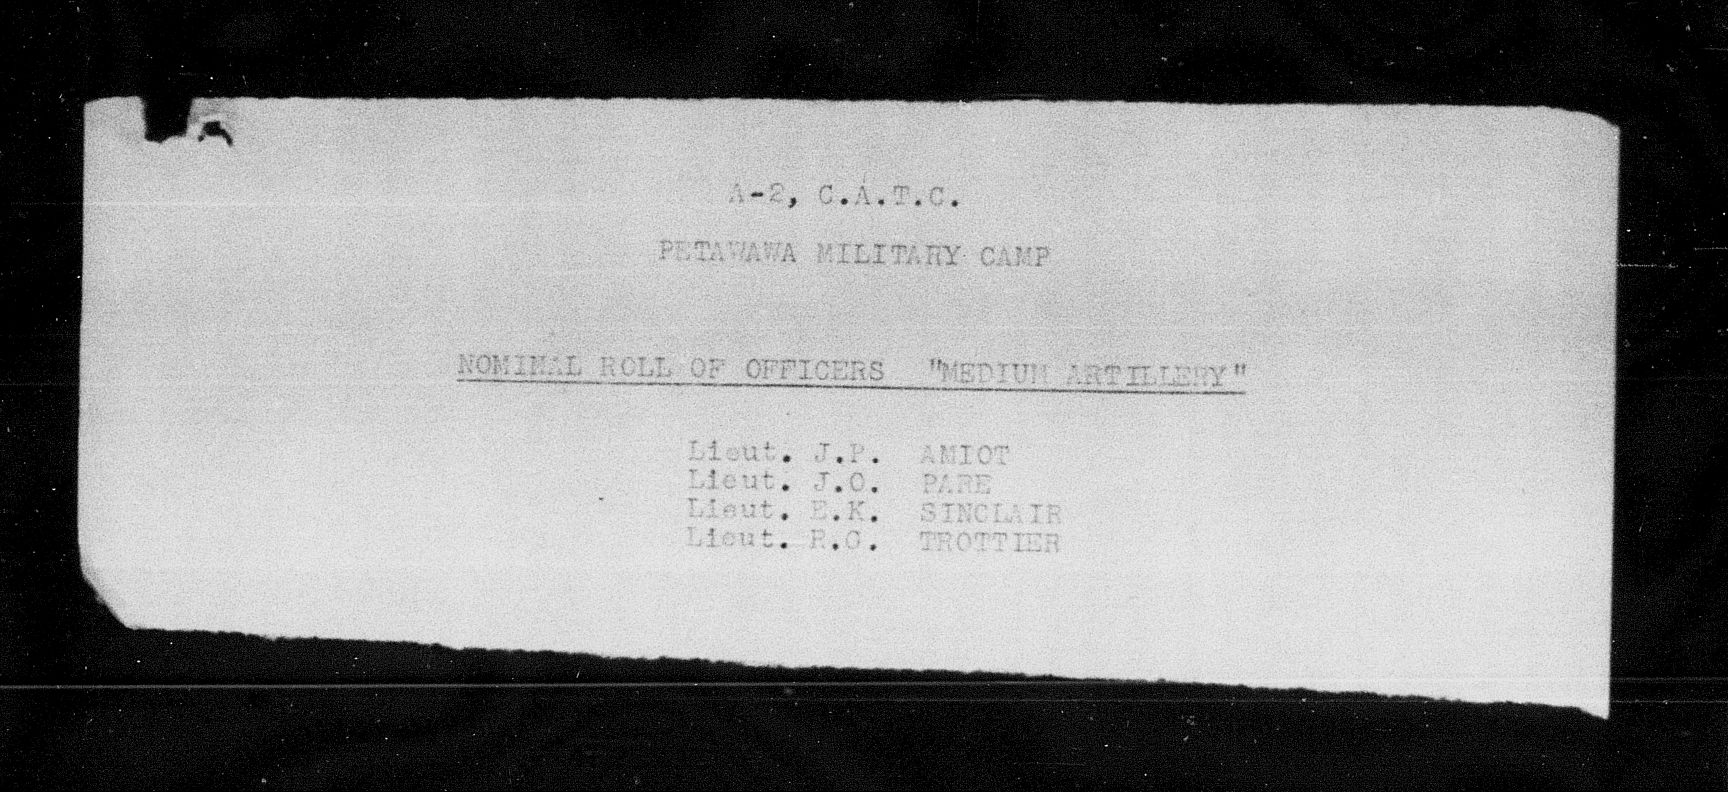 A-2, C.A.T.C.
PETAWAWA MILITARY CAMP
NOMINAL ROLL OF OFFICERS "MEDIUM ARTILLERY"
Lieut. J.P. AMIOT
Lieut. J.O. PARE
Lieut. E.K. SINCLAIR
Lieut. R.G. TROTTIER